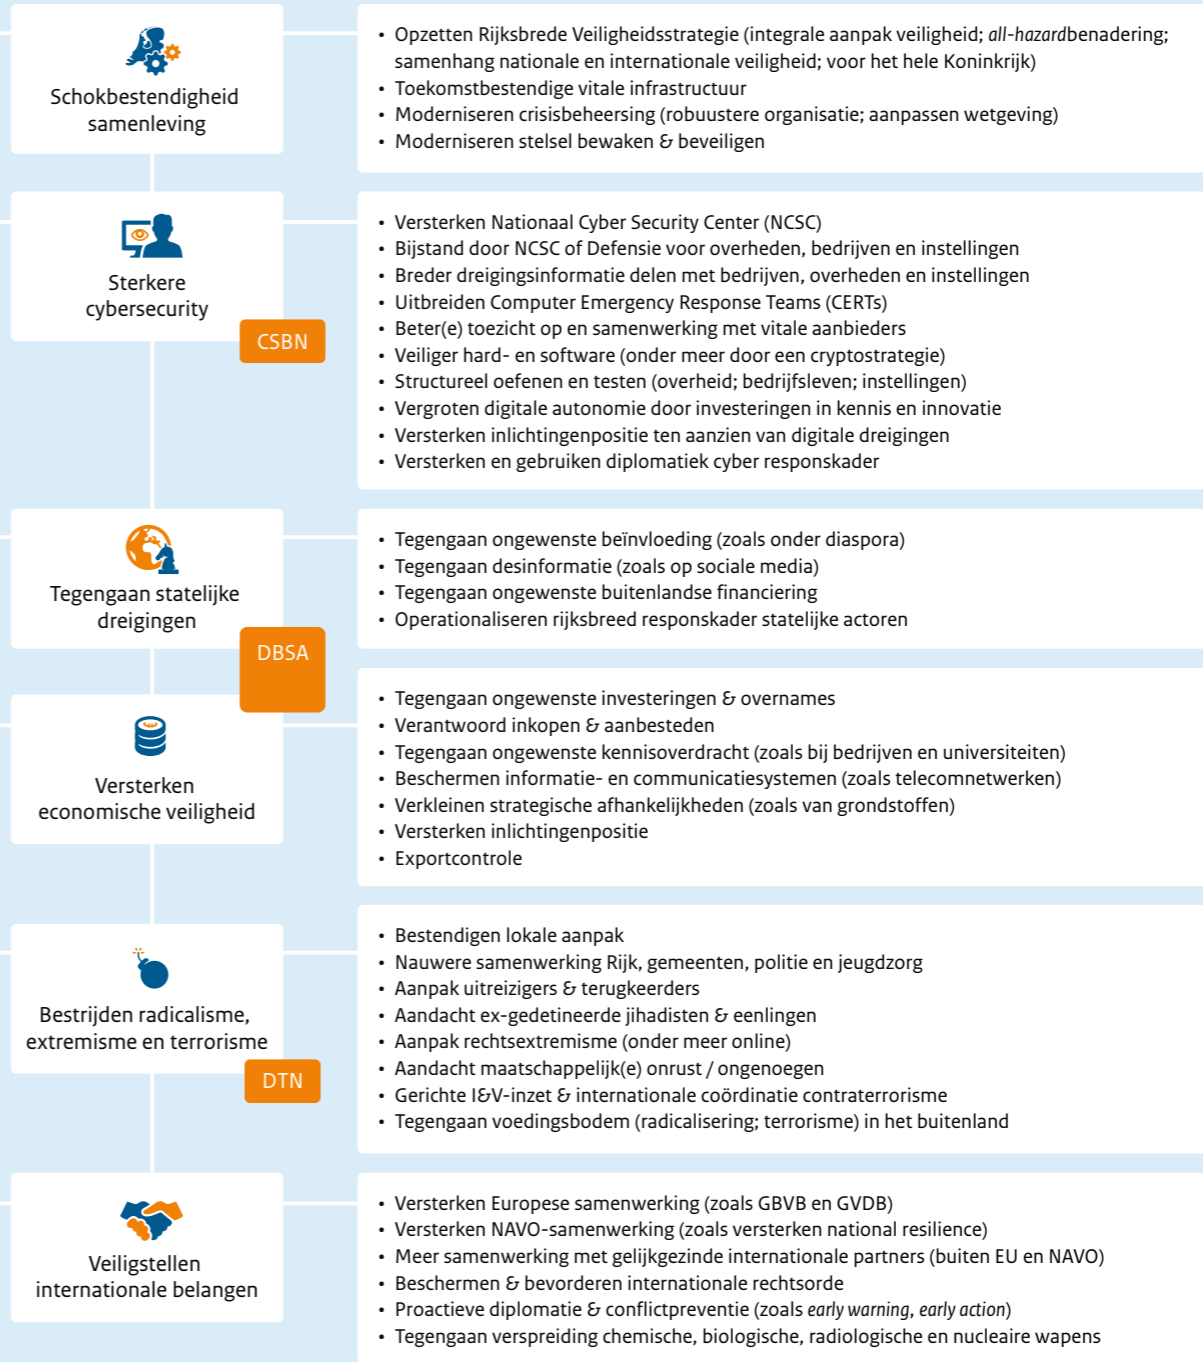 Schokbestendigheid
samenleving
• Opzetten Rijksbrede Veiligheidsstrategie (integrale aanpak veiligheid; all-hazardbenadering;
samenhang nationale en internationale veiligheid; voor het hele Koninkrijk)
• Toekomstbestendige vitale infrastructuur
• Moderniseren crisisbeheersing (robuustere organisatie; aanpassen wetgeving)
• Moderniseren stelsel bewaken & beveiligen
Sterkere
cybersecurity
CSBN
• Versterken Nationaal Cyber Security Center (NCSC)
• Bijstand door NCSC of Defensie voor overheden, bedrijven en instellingen
• Breder dreigingsinformatie delen met bedrijven, overheden en instellingen
• Uitbreiden Computer Emergency Response Teams (CERTs)
• Beter(e) toezicht op en samenwerking met vitale aanbieders
• Veiliger hard- en software (onder meer door een cryptostrategie)
• Structureel oefenen en testen (overheid; bedrijfsleven; instellingen)
• Vergroten digitale autonomie door investeringen in kennis en innovatie
• Versterken inlichtingenpositie ten aanzien van digitale dreigingen
• Versterken en gebruiken diplomatiek cyber responskader
Tegengaan statelijke
dreigingen
DBSA
• Tegengaan ongewenste beïnvloeding (zoals onder diaspora)
• Tegengaan desinformatie (zoals op sociale media)
• Tegengaan ongewenste buitenlandse financiering
• Operationaliseren rijksbreed responskader statelijke actoren
Versterken
economische veiligheid
• Tegengaan ongewenste investeringen & overnames
• Verantwoord inkopen & aanbesteden
• Tegengaan ongewenste kennisoverdracht (zoals bij bedrijven en universiteiten)
• Beschermen informatie- en communicatiesystemen (zoals telecomnetwerken)
• Verkleinen strategische afhankelijkheden (zoals van grondstoffen)
• Versterken inlichtingenpositie
• Exportcontrole
Bestrijden radicalisme,
extremisme en terrorisme
DTN
• Bestendigen lokale aanpak
• Nauwere samenwerking Rijk, gemeenten, politie en jeugdzorg
• Aanpak uitreizigers & terugkeerders
• Aandacht ex-gedetineerde jihadisten & eenlingen
• Aanpak rechtsextremisme (onder meer online)
• Aandacht maatschappelijk(e) onrust / ongenoegen
• Gerichte I&V-inzet & internationale coördinatie contraterrorisme
• Tegengaan voedingsbodem (radicalisering; terrorisme) in het buitenland
Veiligstellen
internationale belangen
• Versterken Europese samenwerking (zoals GBVB en GVDB)
• Versterken NAVO-samenwerking (zoals versterken national resilience)
• Meer samenwerking met gelijkgezinde internationale partners (buiten EU en NAVO)
• Beschermen & bevorderen internationale rechtsorde
• Proactieve diplomatie & conflictpreventie (zoals early warning, early action)
• Tegengaan verspreiding chemische, biologische, radiologische en nucleaire wapens